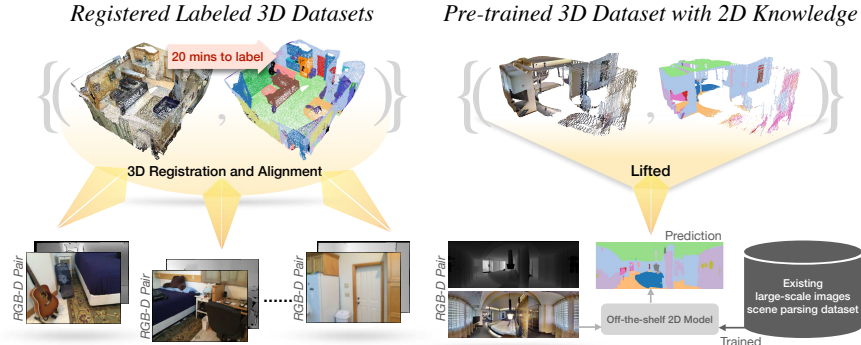 Registered Labeled 3D Datasets
Pre-trained 3D Dataset with 2D Knowledge
20 mins to label
{( , )}
{( , )}
3D Registration and Alignment
Lifted
Prediction
RGB-D Pair
RGB-D Pair
RGB-D Pair
RGB-D Pair
RGB-D Pair
Existing
large-scale images
scene parsing dataset
Off-the-shelf 2D Model
Trained